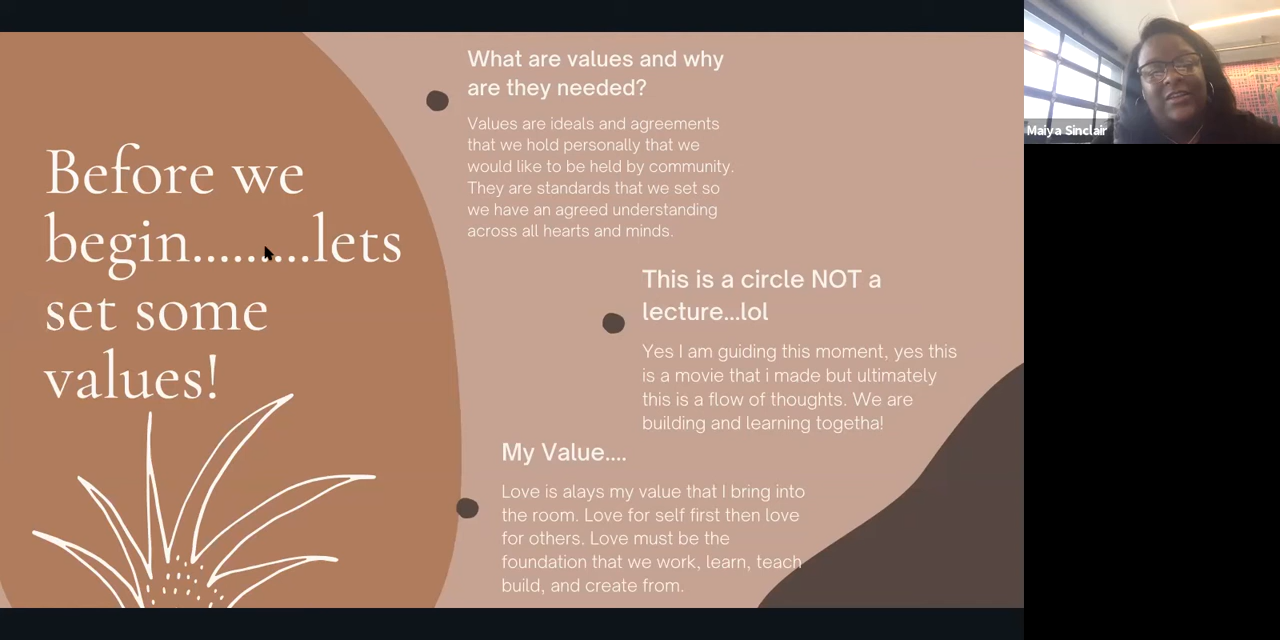 Before we
begin.........lets
set some
values!
What are values and why
are they needed?
Values are ideals and agreements
that we hold personally that we
would like to be held by community.
They are standards that we set so
we have an agreed understanding
across all hearts and minds.
This is a circle NOT a
lecture...lol
Yes I am guiding this moment, yes this
is a movie that i made but ultimately
this is a flow of thoughts. We are
building and learning togetha!
My Value....
Love is alays my value that I bring into
the room. Love for self first then love
for others. Love must be the
foundation that we work, learn, teach
build, and create from.
Maiya Sinclair